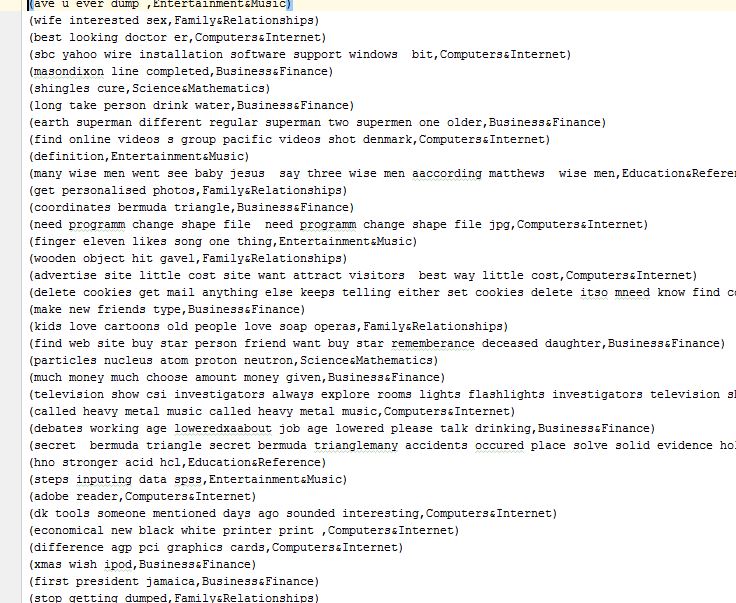 (ave u ever dump ,Entertainment&Music)
(wife interested sex,Family&Relationships)
(best looking doctor er,Computers&Internet)
(sbc yahoo wire installation software support windows  bit,Computers&Internet)
(masondixon line completed,Business&Finance)
(shingles cure,Science&Mathematics)
(long take person drink water,Business&Finance)
(earth superman different regular superman two supermen one older,Business&Finance)
(find online videos s group pacific videos shot denmark,Computers&Internet)
(definition,Entertainment&Music)
(many wise men went see baby jesus  say three wise men aaccording matthews  wise men,Education&Refere
(get personalised photos,Family&Relationships)
(coordinates bermuda triangle,Business&Finance)
(need programm change shape file  need programm change shape file jpg,Computers&Internet)
(finger eleven likes song one thing,Entertainment&Music)
(wooden object hit gavel,Family&Relationships)
(advertise site little cost site want attract visitors  best way little cost,Computers&Internet)
(delete cookies get mail anything else keeps telling either set cookies delete itso mneed know find c
(make new friends type,Business&Finance)
(kids love cartoons old people love soap operas,Family&Relationships)
(find web site buy star person friend want buy star rememberance deceased daughter,Business&Finance)
(particles nucleus atom proton neutron,Science&Mathematics)
(much money much choose amount money given,Business&Finance)
(television show csi investigators always explore rooms lights flashlights investigators television s
(called heavy metal music called heavy metal music,Computers&Internet)
(debates working age loweredxaabout job age lowered please talk drinking,Business&Finance)
(secret  bermuda triangle secret bermuda trianglemany accidents occured place solve solid evidence ho
(hno stronger acid hcl,Education&Reference)
(steps inputing data spss,Entertainment&Music)
(adobe reader,Computers&Internet)
(dk tools someone mentioned days ago sounded interesting,Computers&Internet)
(economical new black white printer print ,Computers&Internet)
(difference agp pci graphics cards,Computers&Internet)
(xmas wish ipod,Business&Finance)
(first president jamaica,Business&Finance)
(stop getting dumped,Family&Relationships)